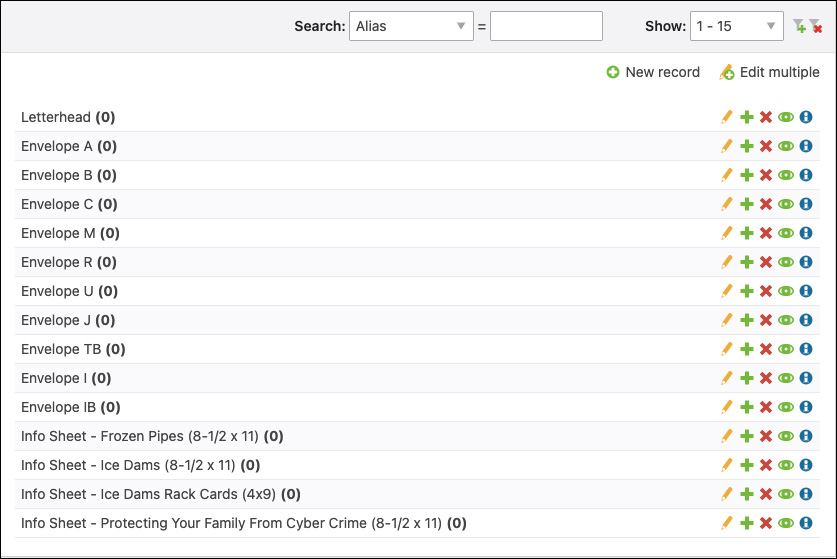 Search: Alias = Show: 1 - 15
New record Edit multiple
Letterhead (0)
Envelope A (0)
Envelope B (0)
Envelope C (0)
Envelope M (0)
Envelope R (0)
Envelope U (0)
Envelope J (0)
Envelope TB (0)
Envelope I (0)
Envelope IB (0)
Info Sheet - Frozen Pipes (8-1/2 x 11) (0)
Info Sheet - Ice Dams (8-1/2 x 11) (0)
Info Sheet - Ice Dams Rack Cards (4x9) (0)
Info Sheet - Protecting Your Family From Cyber Crime (8-1/2 x 11) (0)